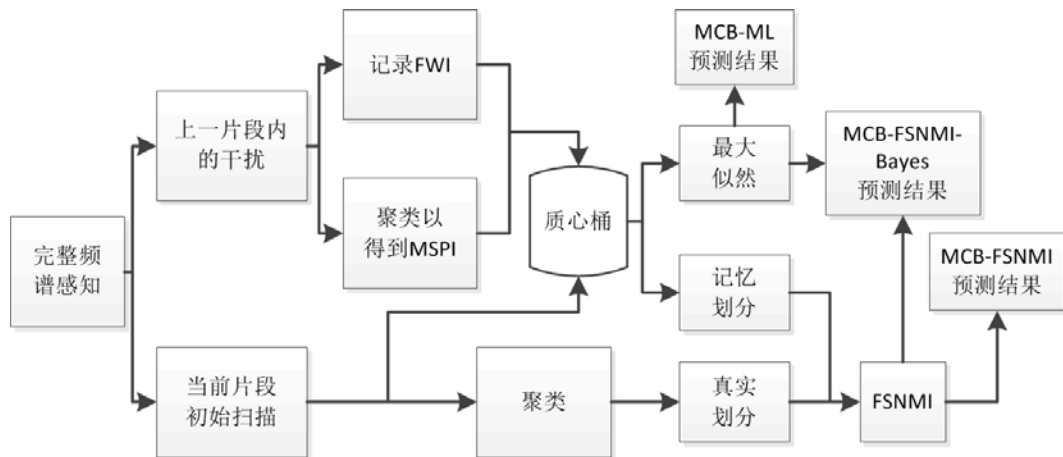 完整频
谱感知
上一片段内
的干扰
记录FWI
聚类以
得到MSPI
质心桶
MCB-ML
预测结果
最大
似然
MCB-FSNMI-
Bayes
预测结果
记忆
划分
MCB-FSNMI
预测结果
当前片段
初始扫描
聚类
真实
划分
FSNMI